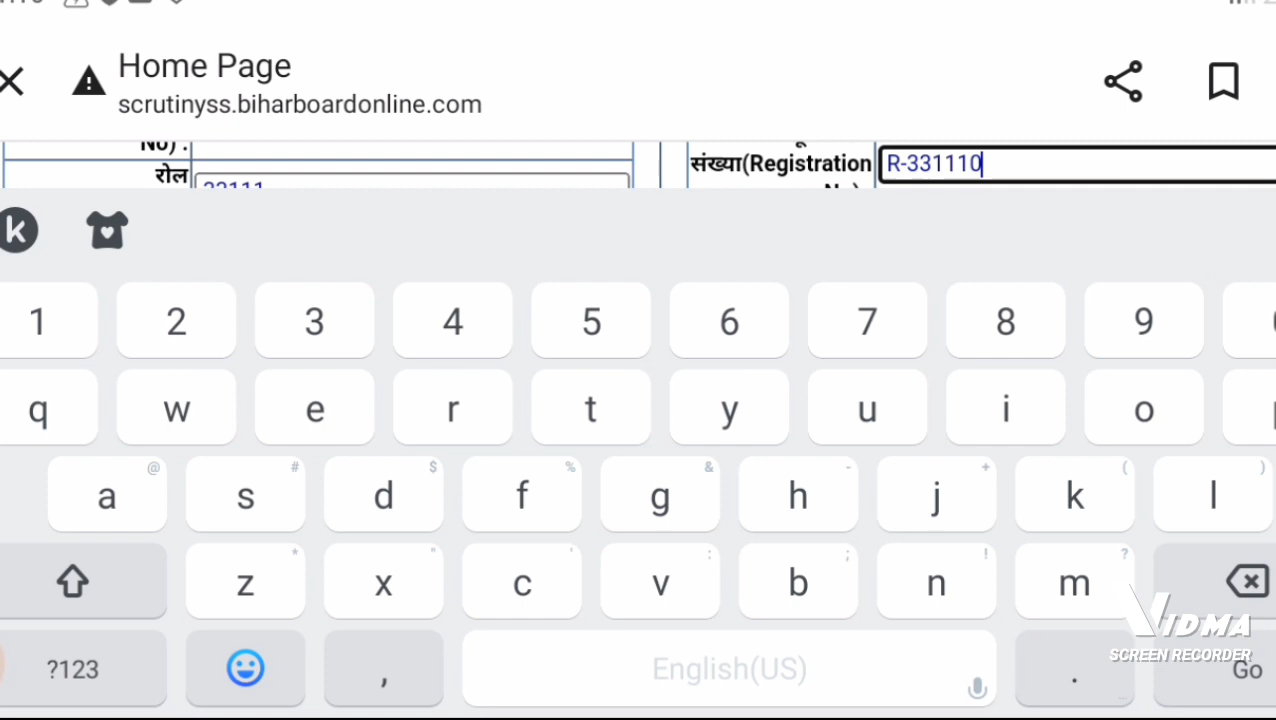 Home Page
scrutinyss.biharboardonline.com
No) :
रोल
संख्या(Registration
R-331110
k
1 2 3 4 5 6 7 8 9
q w e r t y u i o
@ # $ % & - + ( )
a s d f g h j k l
* " ' : ; ! ?
z x c v b n m
VIDMA
SCREEN RECORDER
?123 , English(US) . Go